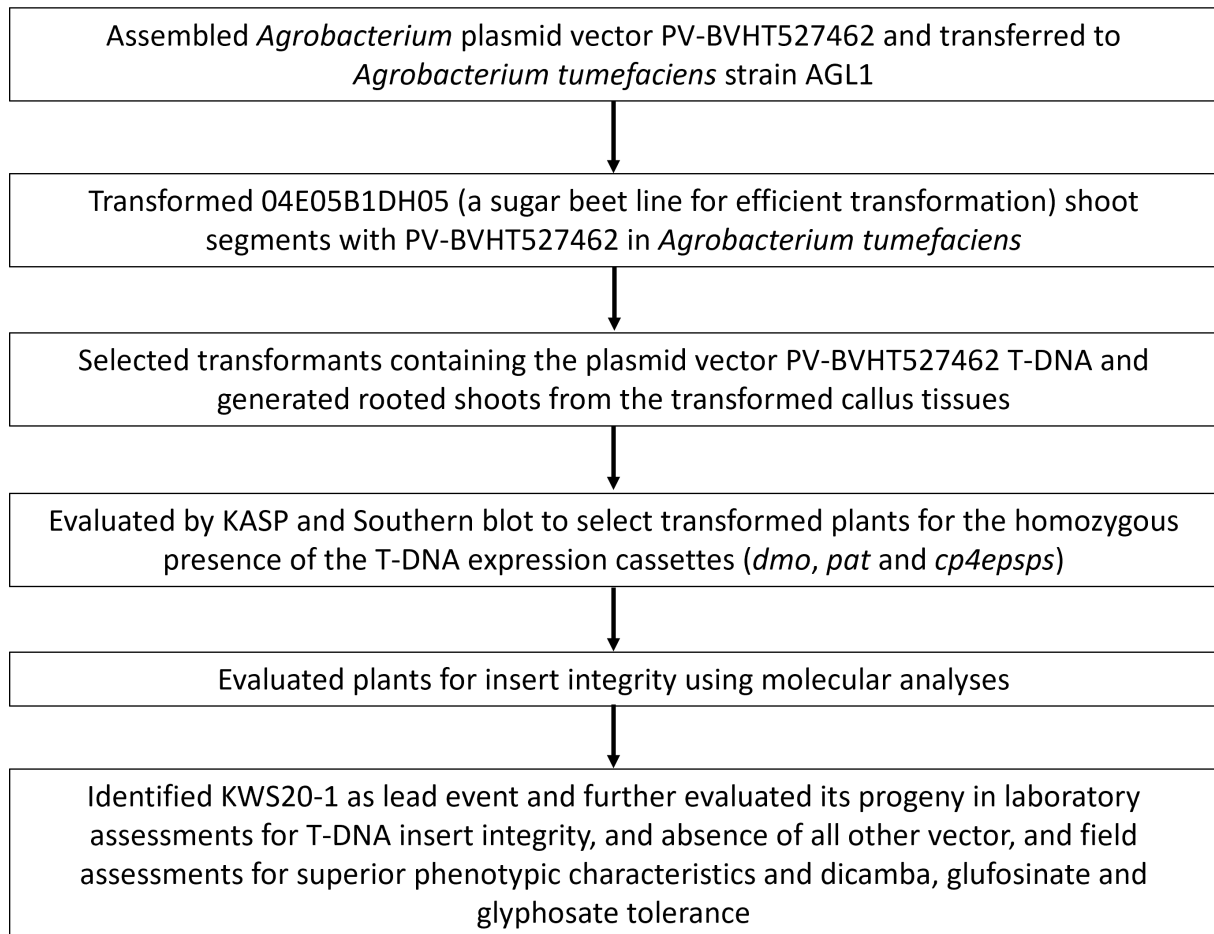 Assembled Agrobacterium plasmid vector PV-BVHT527462 and transferred to
Agrobacterium tumefaciens strain AGL1
Transformed 04E05B1DH05 (a sugar beet line for efficient transformation) shoot
segments with PV-BVHT527462 in Agrobacterium tumefaciens
Selected transformants containing the plasmid vector PV-BVHT527462 T-DNA and
generated rooted shoots from the transformed callus tissues
Evaluated by KASP and Southern blot to select transformed plants for the homozygous
presence of the T-DNA expression cassettes (dmo, pat and cp4epsps)
Evaluated plants for insert integrity using molecular analyses
Identified KWS20-1 as lead event and further evaluated its progeny in laboratory
assessments for T-DNA insert integrity, and absence of all other vector, and field
assessments for superior phenotypic characteristics and dicamba, glufosinate and
glyphosate tolerance